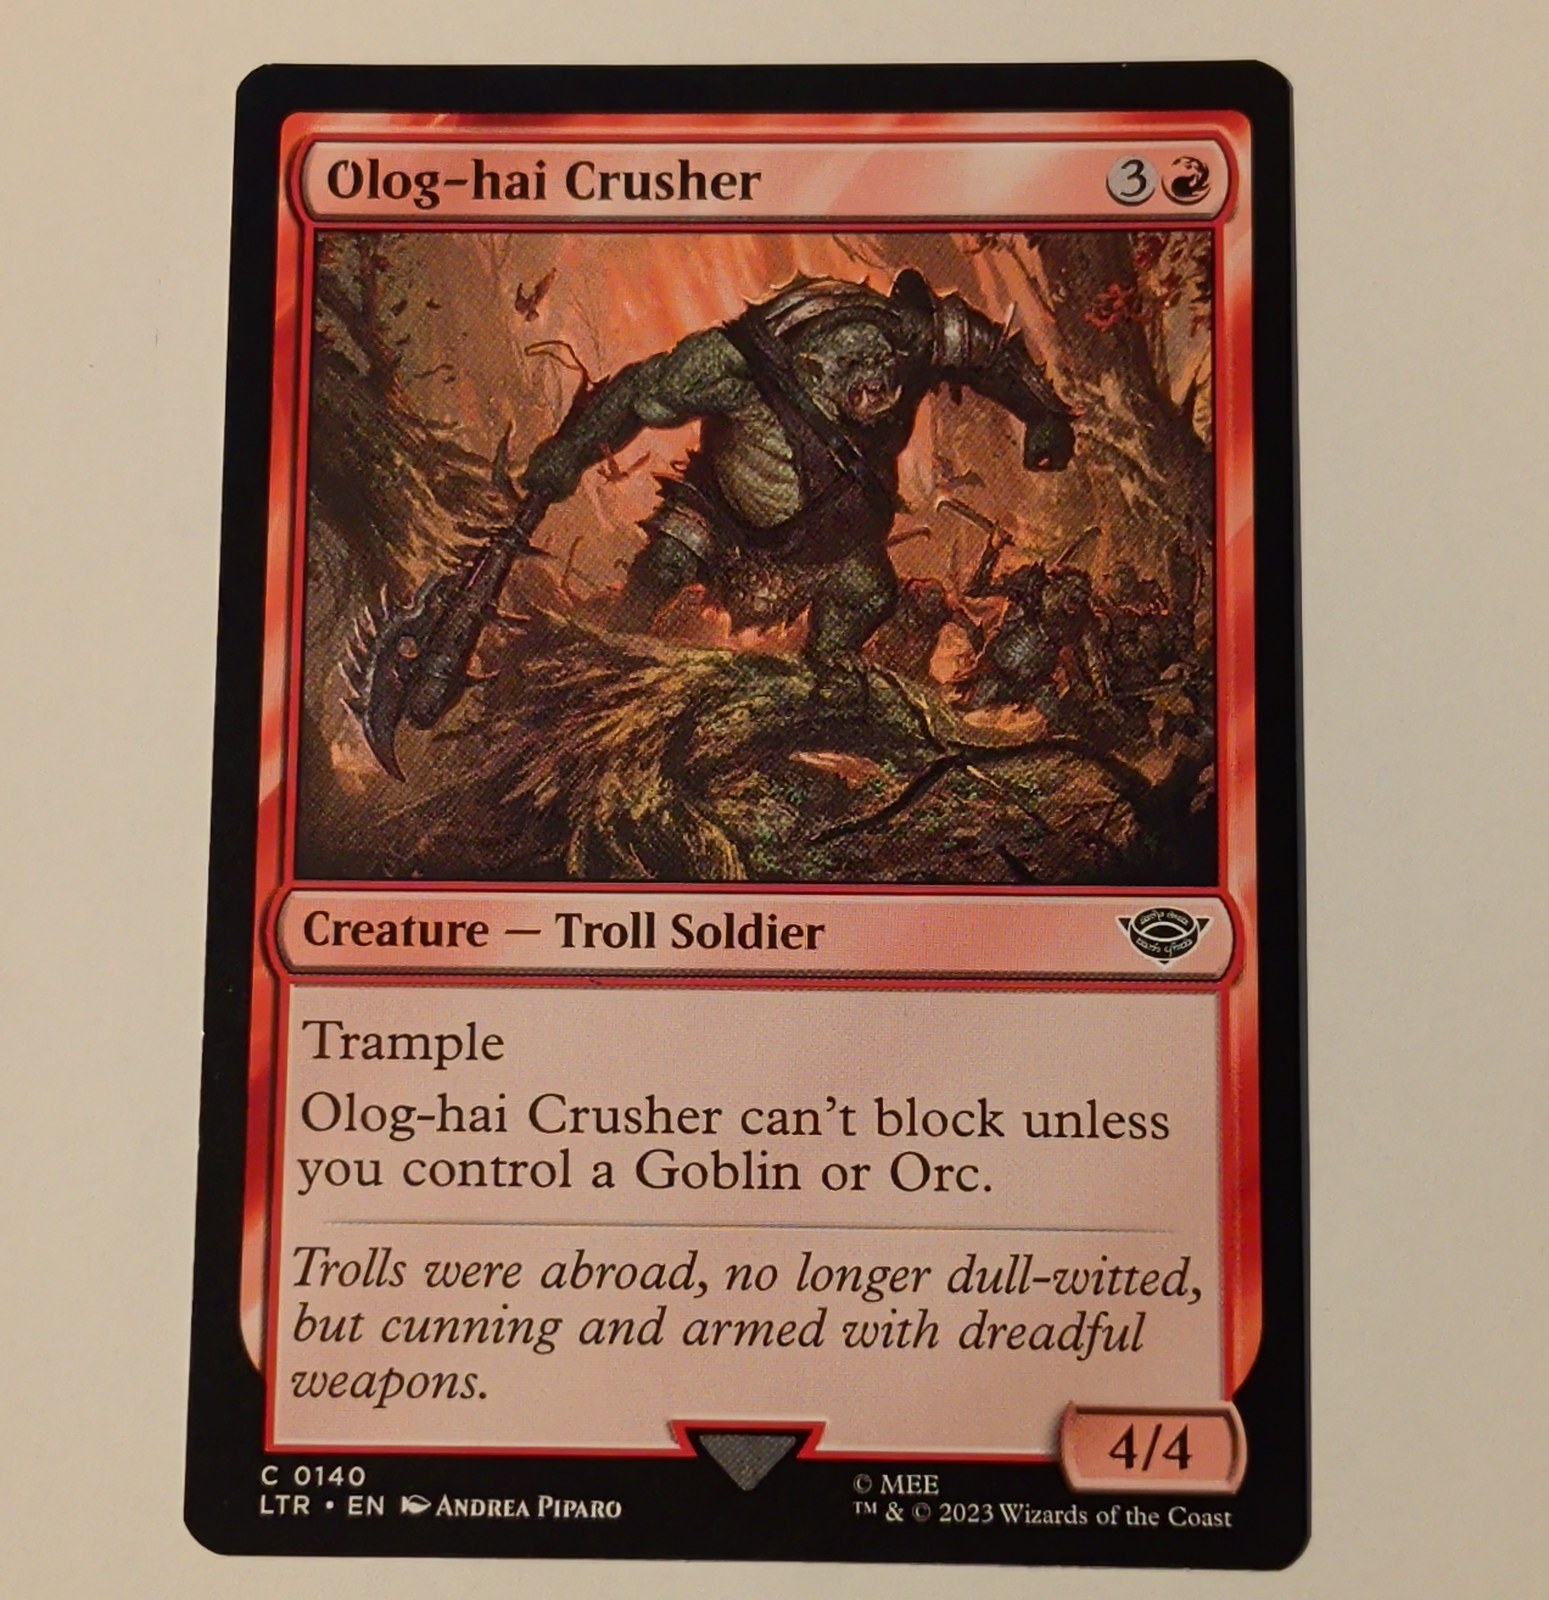 Olog-hai Crusher 3
Creature — Troll Soldier
Trample
Olog-hai Crusher can't block unless
you control a Goblin or Orc.
Trolls were abroad, no longer dull-witted,
but cunning and armed with dreadful
weapons.
4/4
C 0140
LTR • EN Andrea Piparo
© MEE
™ & © 2023 Wizards of the Coast